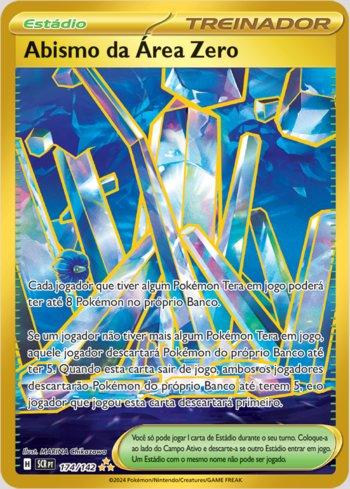 Estádio
TREINADOR
Abismo da Área Zero
Cada jogador que tiver algum Pokémon Tera em jogo poderá
ter até 8 Pokémon no próprio Banco.
Se um jogador não tiver mais algum Pokémon Tera em jogo,
aquele jogador descartará Pokémon do próprio Banco até
ter 5. Quando esta carta sair de jogo, ambos os jogadores
descartarão Pokémon do próprio Banco até terem 5, e o
jogador que jogou esta carta descartará primeiro.
Ilust. MARINA Chikazawa
H SCR PT 174/142
Você só pode jogar 1 carta de Estádio durante o seu turno. Coloque-a
ao lado do Campo Ativo e descarte-a se outro Estádio entrar em jogo.
Um Estádio com o mesmo nome não pode ser jogado.
©2024 Pokémon/Nintendo/Creatures/GAME FREAK